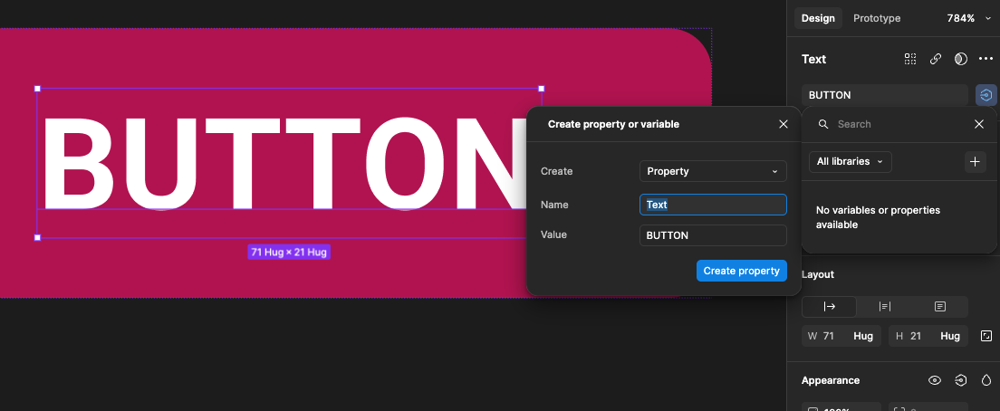 Design Prototype 784%
Text
BUTTON
BUTTON
71 Hug × 21 Hug
Create property or variable
Create Property
Name Text
Value BUTTON
Create property
Search
All libraries
No variables or properties
available
Layout
W 71 Hug H 21 Hug
Appearance